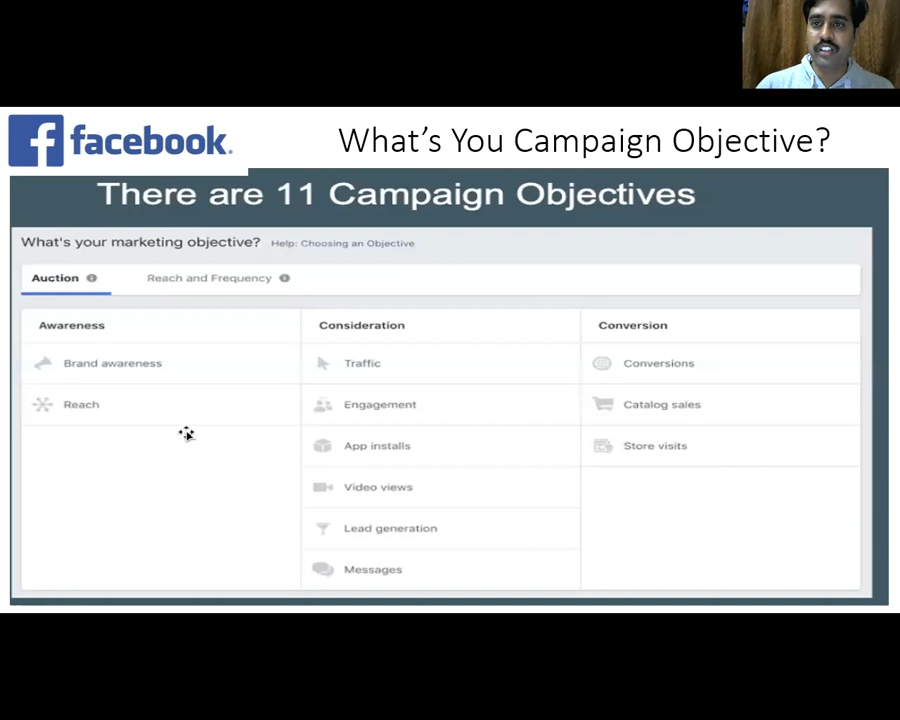 facebook.
What's You Campaign Objective?
There are 11 Campaign Objectives
What's your marketing objective? Help: Choosing an Objective
Auction Reach and Frequency
Awareness Consideration Conversion
Brand awareness Traffic Conversions
Reach Engagement Catalog sales
App installs Store visits
Video views
Lead generation
Messages